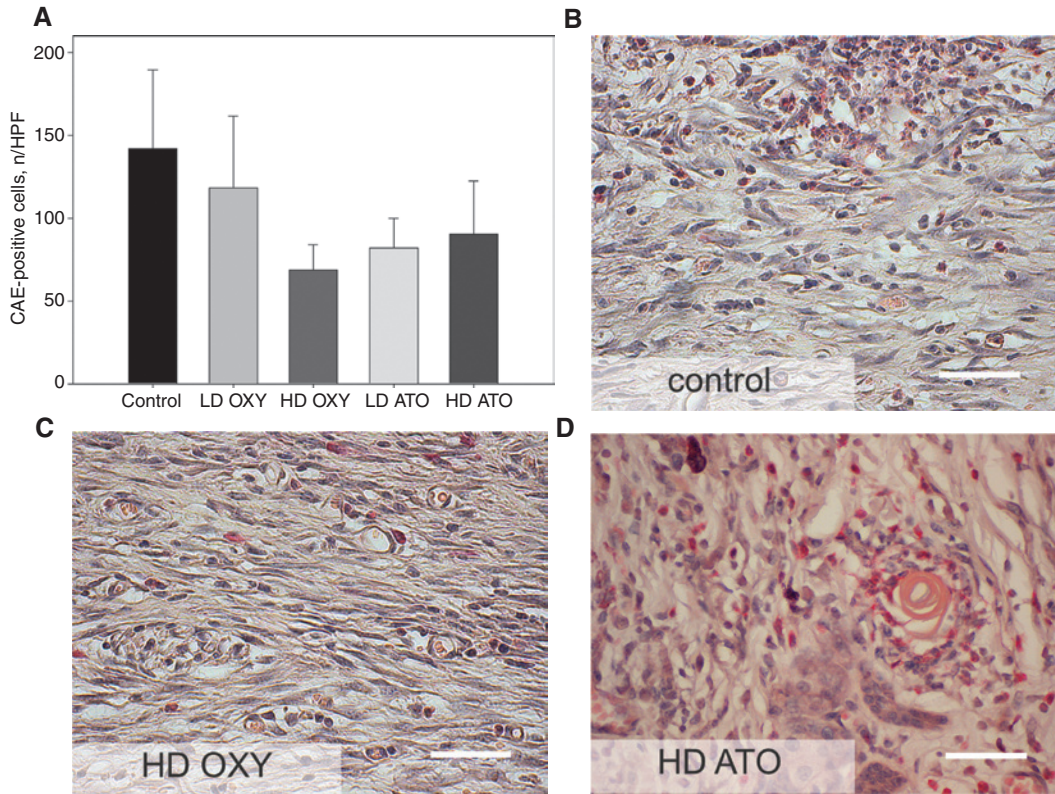 A
CAE-positive cells, n/HPF
200
150
100
50
0
Control LD OXY HD OXY LD ATO HD ATO
B
control
C
HD OXY
D
HD ATO